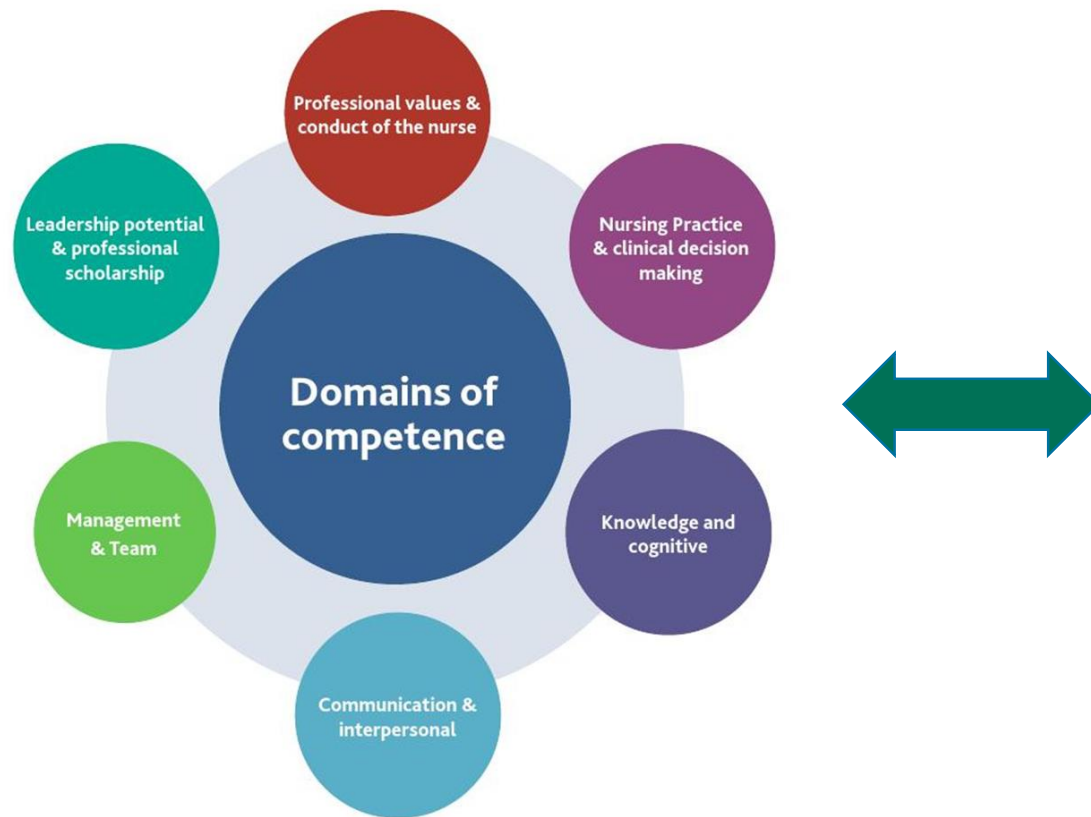 Professional values &
conduct of the nurse
Nursing Practice
& clinical decision
making
Knowledge and
cognitive
Communication &
interpersonal
Management
& Team
Leadership potential
& professional
scholarship
Domains of
competence